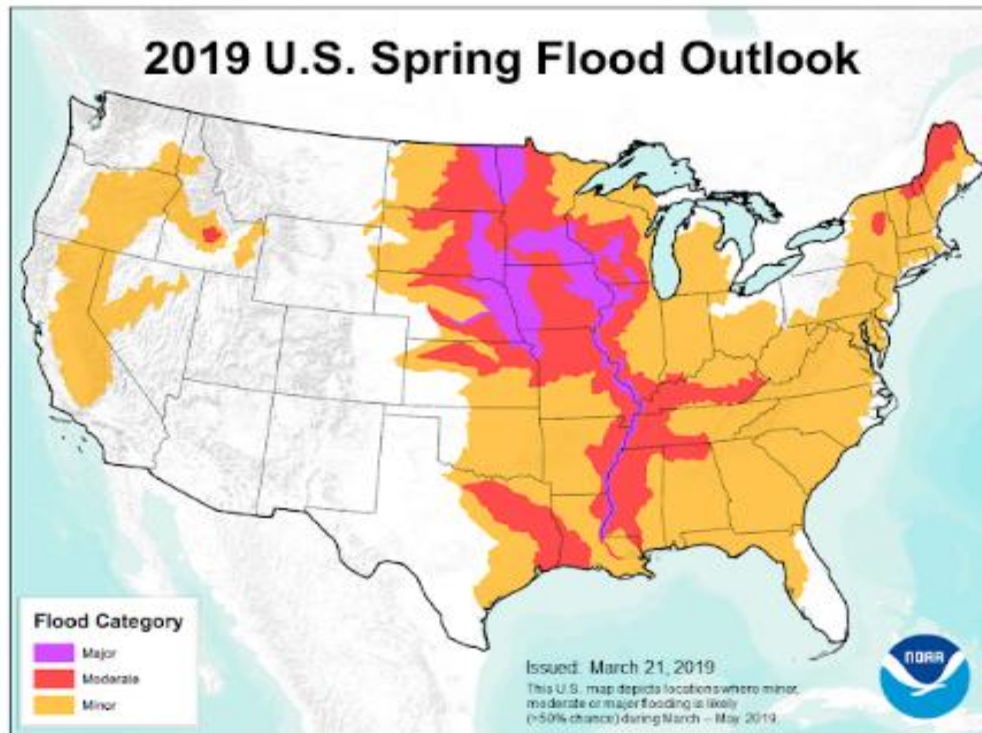 2019 U.S. Spring Flood Outlook
Flood Category
Major
Moderate
Minor
Issued: March 21, 2019
This U.S. map depicts locations where minor,
moderate or major flooding is likely
(>50% chance) during March – May 2019.
NOAA